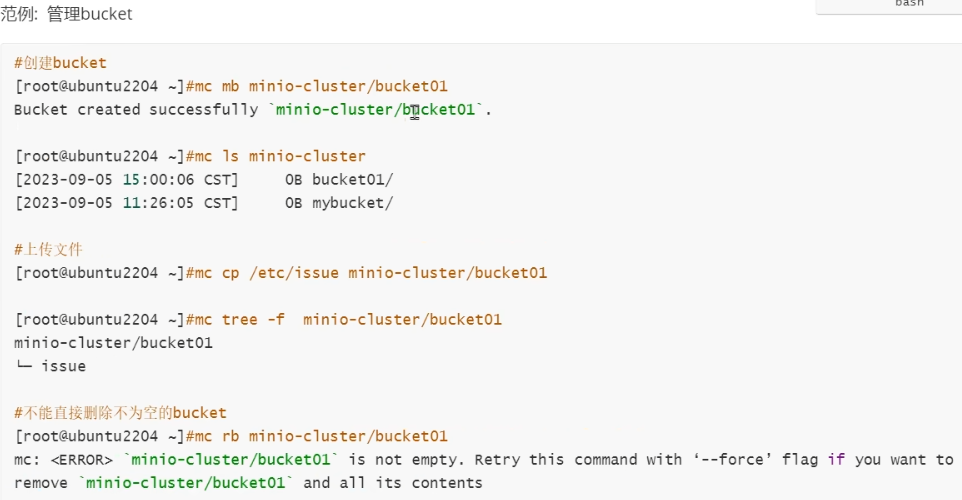 bash
范例: 管理bucket
#创建bucket
[root@ubuntu2204 ~]#mc mb minio-cluster/bucket01
Bucket created successfully `minio-cluster/bucket01`.
[root@ubuntu2204 ~]#mc ls minio-cluster
[2023-09-05 15:00:06 CST]     0B bucket01/
[2023-09-05 11:26:05 CST]     0B mybucket/
#上传文件
[root@ubuntu2204 ~]#mc cp /etc/issue minio-cluster/bucket01
[root@ubuntu2204 ~]#mc tree -f  minio-cluster/bucket01
minio-cluster/bucket01
└─ issue
#不能直接删除不为空的bucket
[root@ubuntu2204 ~]#mc rb minio-cluster/bucket01
mc: <ERROR> `minio-cluster/bucket01` is not empty. Retry this command with ‘--force’ flag if you want to
remove `minio-cluster/bucket01` and all its contents